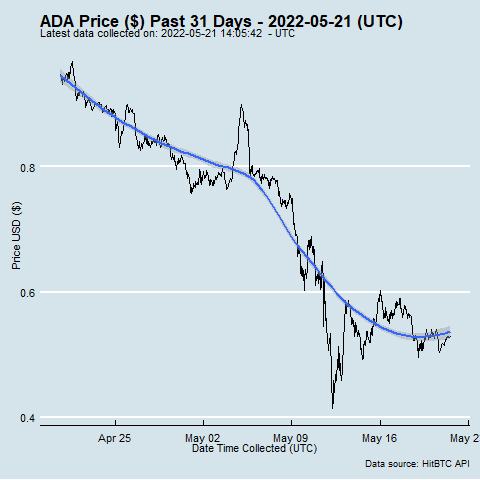 ADA Price ($) Past 31 Days - 2022-05-21 (UTC)
Latest data collected on: 2022-05-21 14:05:42 - UTC
Price USD ($)
0.8
0.6
0.4
Apr 25 May 02 May 09 May 16 May 2
Date Time Collected (UTC)
Data source: HitBTC API